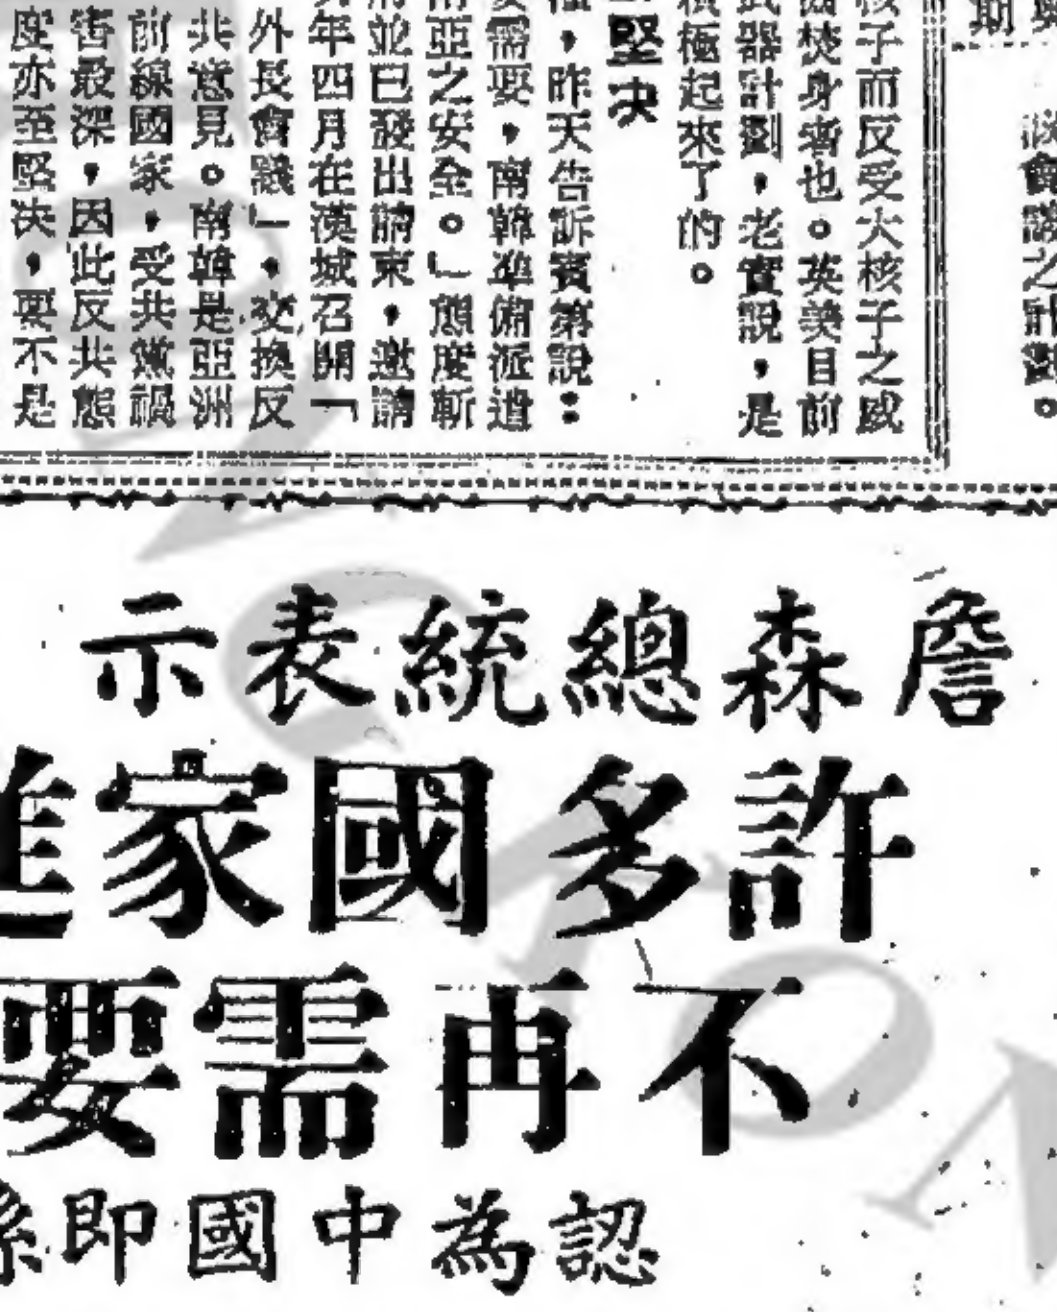 會談之計劃。
期
核子而反受大核子之威
焚身者也。英美目前
武器計劃，老實說，是
積極起來了的。
堅决
，昨天告訴賓第說：
需要，南韓準備派遣
亞之安全。」態度斬
並已發出請柬，邀請
年四月在漢城召開「
外長會議」，交換反
共意見。南韓是亞洲
前線國家，受共黨禍
害最深，因此反共態
度亦至堅决，要不是
詹森總統表示
許多國家
不再需要
認為中國即